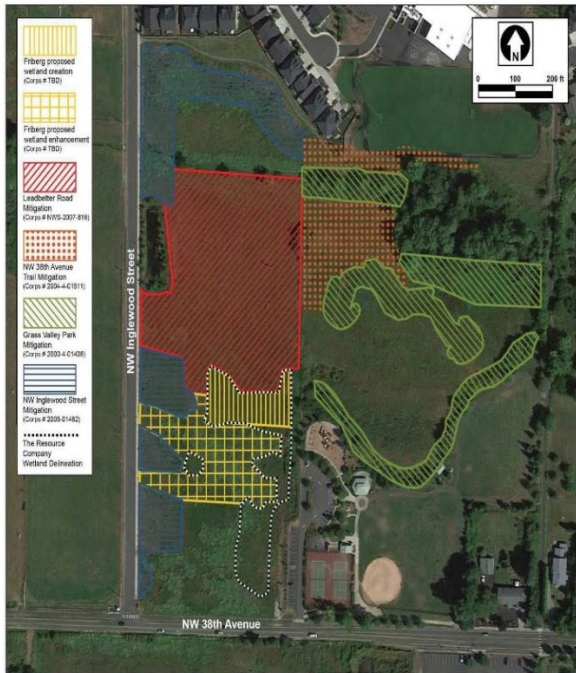 Friberg proposed
wetland creation
(Corps # TBD)
Friberg proposed
wetland enhancement
(Corps # TBD)
Leadbetter Road
Mitigation
(Corps # NWS-2007-816)
NW 38th Avenue
Trail Mitigation
(Corps # 2004-4-01611)
Grass Valley Park
Mitigation
(Corps # 2003-4-01408)
NW Inglewood Street
Mitigation
(Corps # 2005-01462)
The Resource
Company
Wetland Delineation
N
0 100 200 ft
NW Inglewood Street
NW 38th Avenue